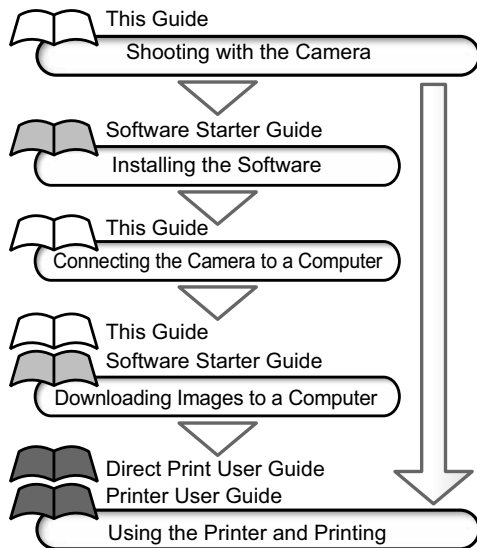 This Guide
Shooting with the Camera
Software Starter Guide
Installing the Software
This Guide
Connecting the Camera to a Computer
This Guide
Software Starter Guide
Downloading Images to a Computer
Direct Print User Guide
Printer User Guide
Using the Printer and Printing